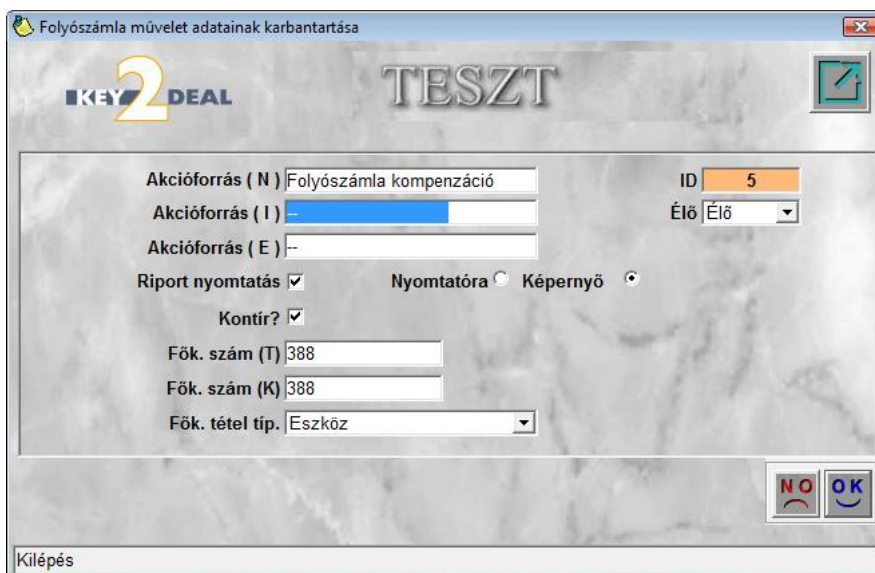 Folyószámla mûvelet adatainak karbantartása
KEY 2 DEAL
TESZT
Akcióforrás ( N ) Folyószámla kompenzáció ID 5
Akcióforrás ( I ) -- Élő Élő
Akcióforrás ( E ) --
Riport nyomtatás Nyomtatóra Képernyő
Kontír?
Fők. szám (T) 388
Fők. szám (K) 388
Fők. tétel típ. Eszköz
NO OK
Kilépés